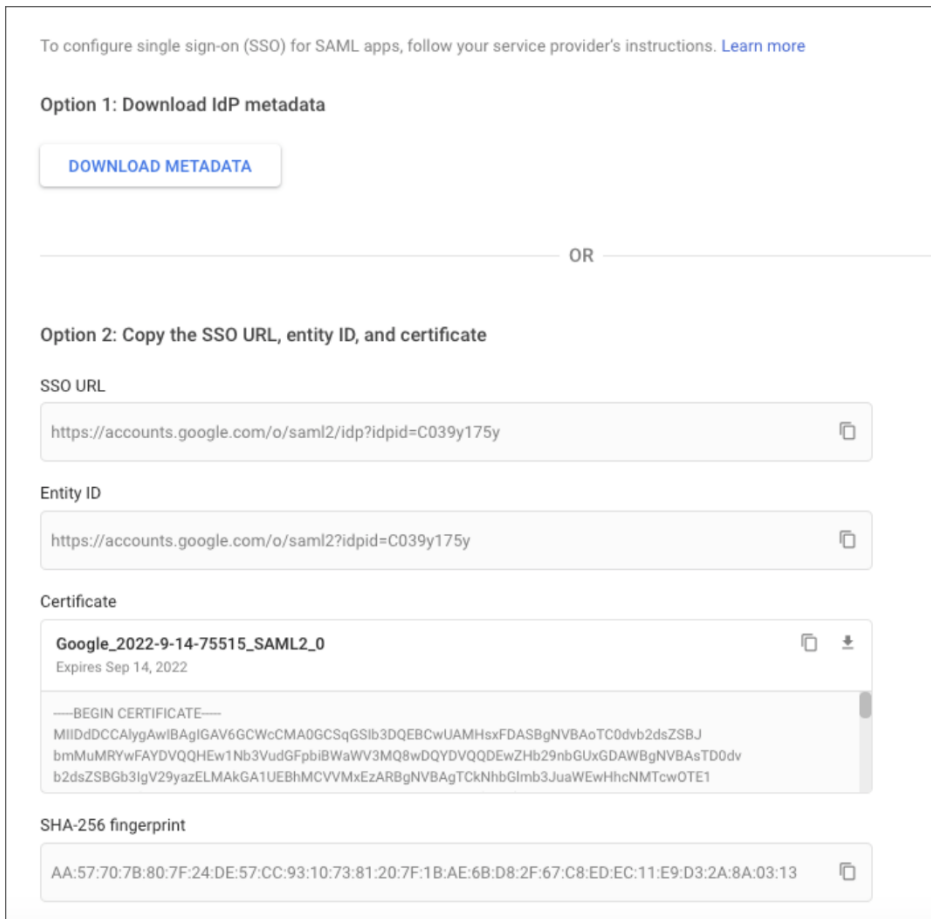 To configure single sign-on (SSO) for SAML apps, follow your service provider's instructions. Learn more
Option 1: Download IdP metadata
DOWNLOAD METADATA
OR
Option 2: Copy the SSO URL, entity ID, and certificate
SSO URL
https://accounts.google.com/o/saml2/idp?idpid=C039y175y
Entity ID
https://accounts.google.com/o/saml2?idpid=C039y175y
Certificate
Google_2022-9-14-75515_SAML2_0
Expires Sep 14, 2022
-----BEGIN CERTIFICATE-----
MIIDdDCCAlygAwIBAgIGAV6GCWcCMA0GCSqGSIb3DQEBCwUAMHsxFDASBgNVBAoTC0dvb2dsZSBJ
bmMuMRYwFAYDVQQHEw1Nb3VudGFpbiBWaWV3MQ8wDQYDVQQDEwZHb29nbGUxGDAWBgNVBAsTD0dv
b2dsZSBGb3IgV29yazELMAkGA1UEBhMCVVMxEzARBgNVBAgTCkNhbGlmb3JuaWEwHhcNMTcwOTE1
SHA-256 fingerprint
AA:57:70:7B:80:7F:24:DE:57:CC:93:10:73:81:20:7F:1B:AE:6B:D8:2F:67:C8:ED:EC:11:E9:D3:2A:8A:03:13